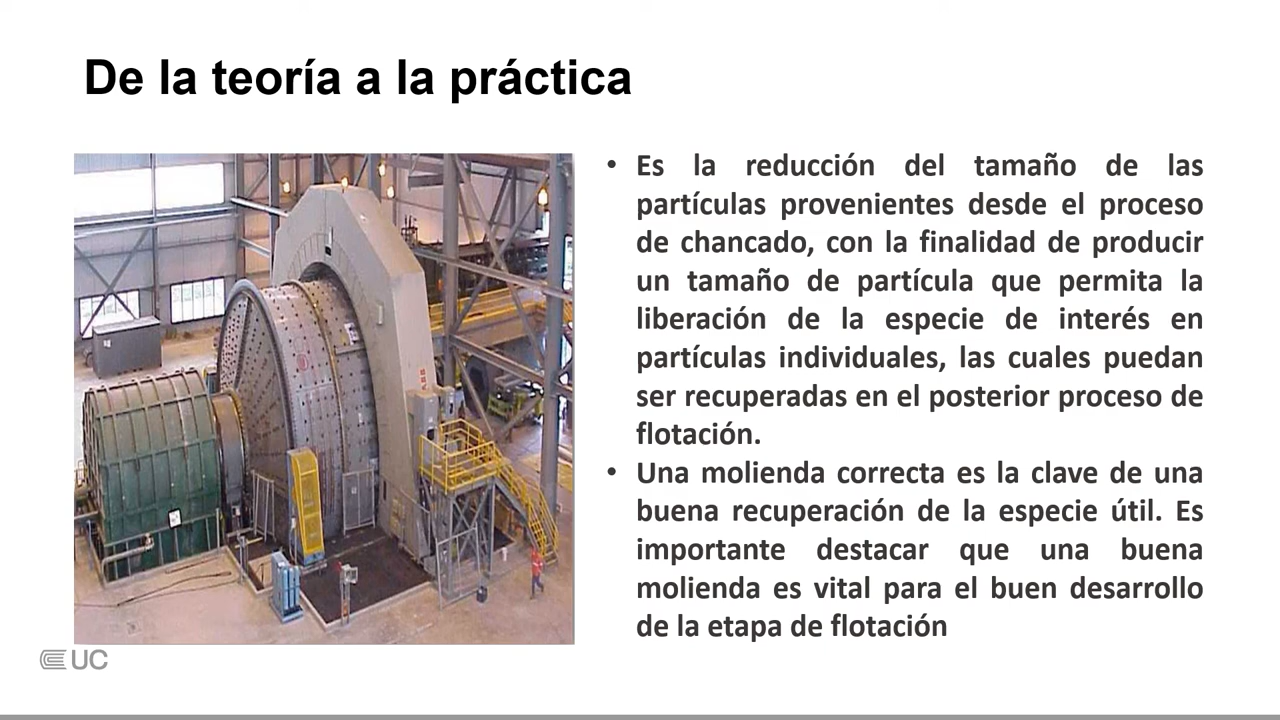 De la teoría a la práctica
• Es la reducción del tamaño de las
partículas provenientes desde el proceso
de chancado, con la finalidad de producir
un tamaño de partícula que permita la
liberación de la especie de interés en
partículas individuales, las cuales puedan
ser recuperadas en el posterior proceso de
flotación.
• Una molienda correcta es la clave de una
buena recuperación de la especie útil. Es
importante destacar que una buena
molienda es vital para el buen desarrollo
de la etapa de flotación
ABB
UC